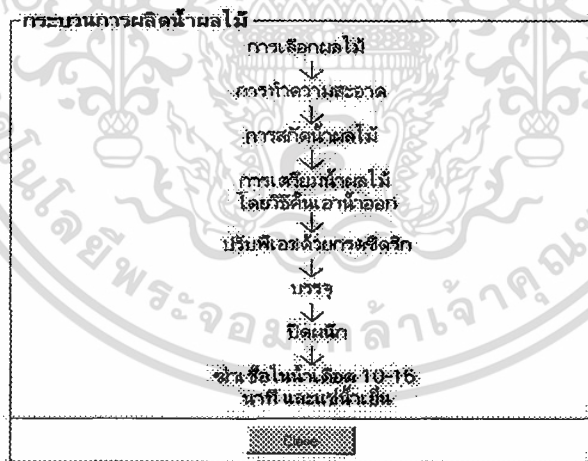 กระบวนการผลิตน้ำผลไม้
การเลือกผลไม้
การทำความสะอาด
การสกัดน้ำผลไม้
การเตรียมน้ำผลไม้
โดยวิธีคั้นเอาน้ำออก
ปรับพีเอชด้วยกรดซิตริก
บรรจุ
ปิดผนึก
ฆ่าเชื้อในน้ำเดือด 10-15
นาที และแช่น้ำเย็น
Close